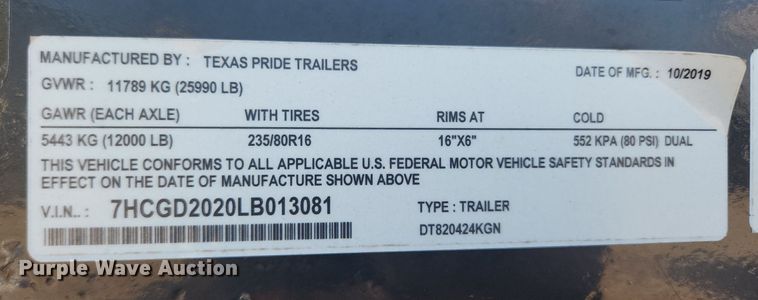 MANUFACTURED BY : TEXAS PRIDE TRAILERS
DATE OF MFG. : 10/2019
GVWR : 11789 KG (25990 LB)
GAWR (EACH AXLE) WITH TIRES RIMS AT COLD
5443 KG (12000 LB) 235/80R16 16"X6" 552 KPA (80 PSI) DUAL
THIS VEHICLE CONFORMS TO ALL APPLICABLE U.S. FEDERAL MOTOR VEHICLE SAFETY STANDARDS IN
EFFECT ON THE DATE OF MANUFACTURE SHOWN ABOVE
V.I.N.. : 7HCGD2020LB013081 TYPE : TRAILER
DT820424KGN
Purple Wave Auction